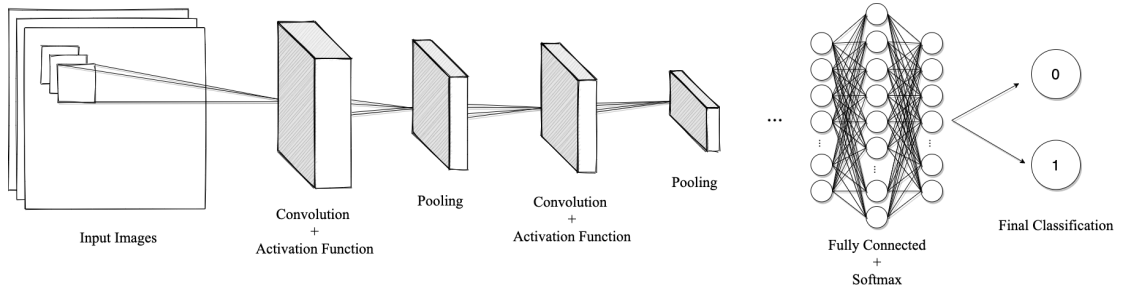 Input Images
Convolution
+
Activation Function
Pooling
Convolution
+
Activation Function
Pooling
...
...
...
...
Fully Connected
+
Softmax
0
1
Final Classification